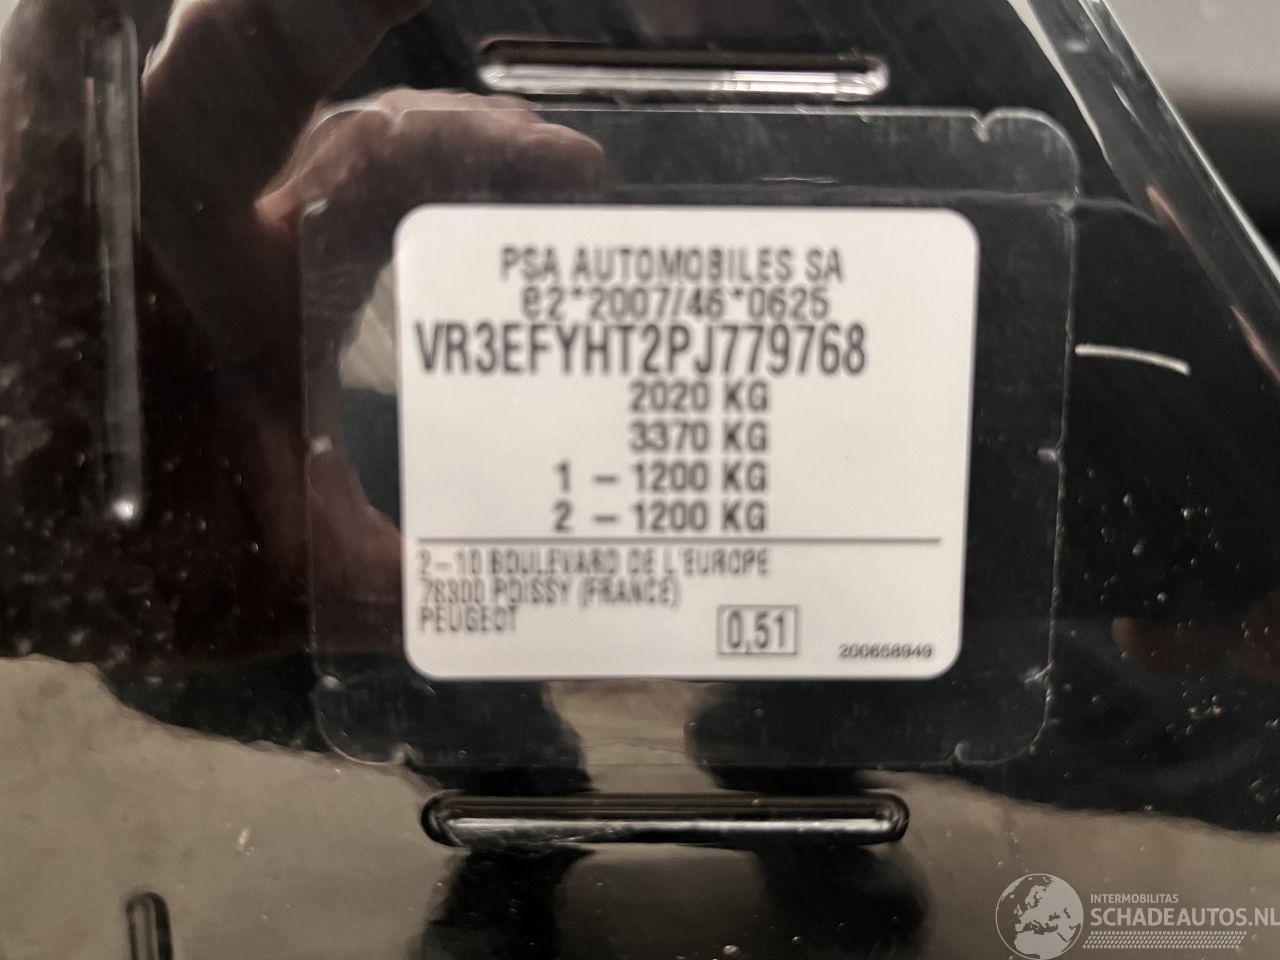 PSA AUTOMOBILES SA
e2*2007/46*0625
VR3EFYHT2PJ779768
2020 KG
3370 KG
1 – 1200 KG
2 – 1200 KG
2–10 BOULEVARD DE L'EUROPE
78300 POISSY (FRANCE)
PEUGEOT
0,51
200658949
INTERMOBILITAS
SCHADEAUTOS.NL